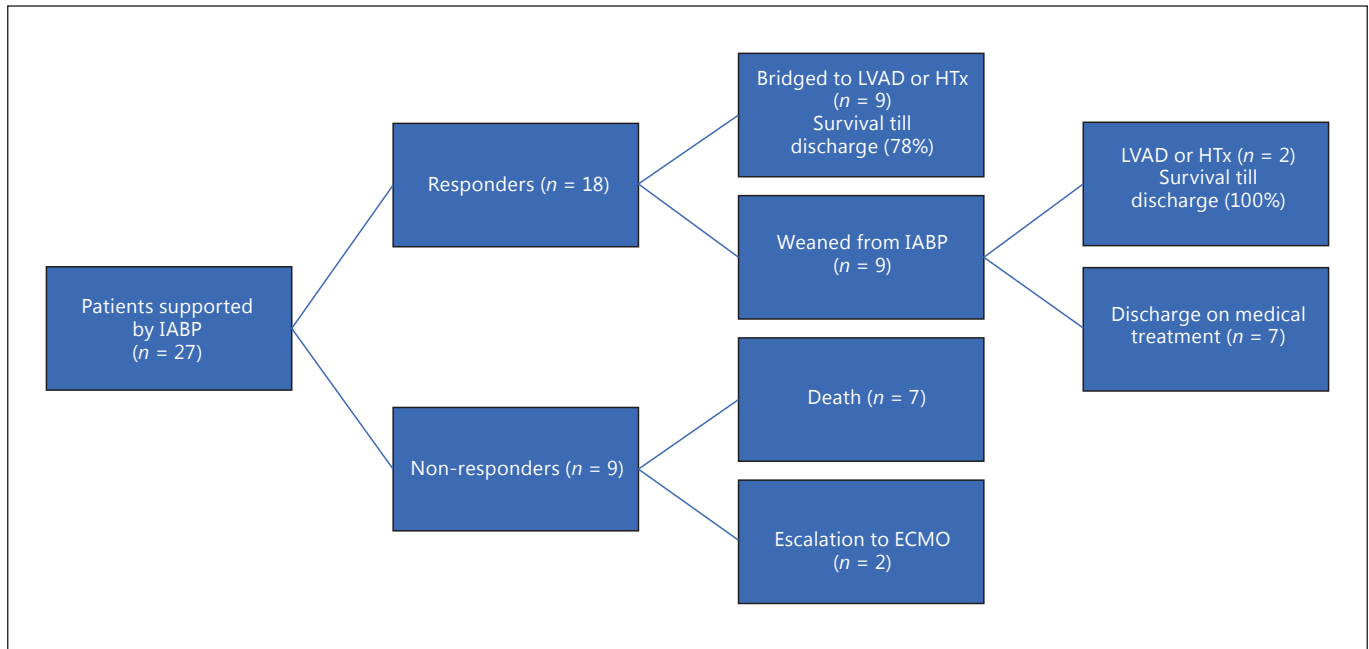 Patients supported
by IABP
(n = 27)
Responders (n = 18)
Non-responders (n = 9)
Bridged to LVAD or HTx
(n = 9)
Survival till
discharge (78%)
Weaned from IABP
(n = 9)
Death (n = 7)
Escalation to ECMO
(n = 2)
LVAD or HTx (n = 2)
Survival till
discharge (100%)
Discharge on medical
treatment (n = 7)